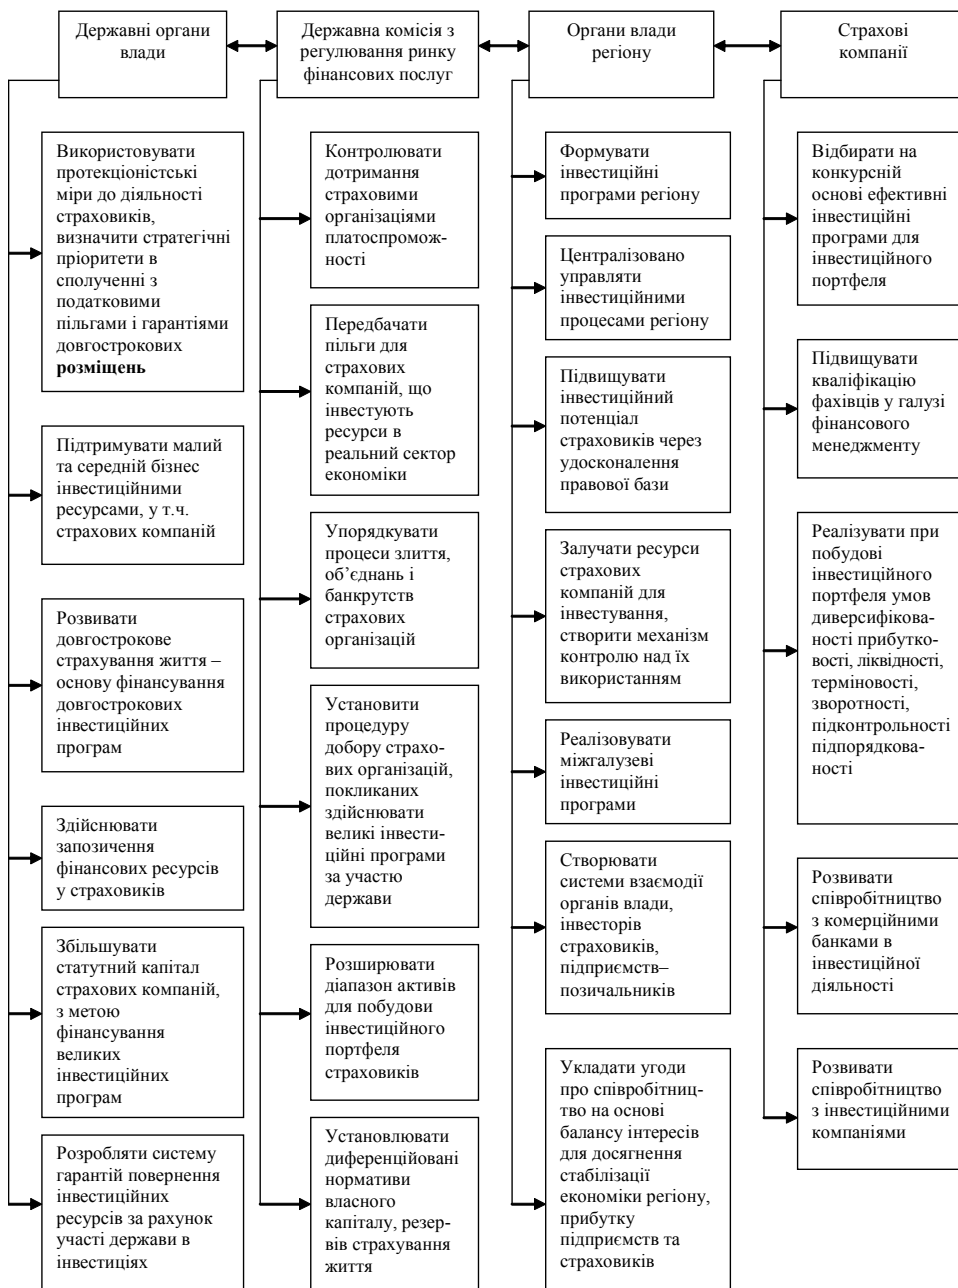 Державні органи
влади
Державна комісія з
регулювання ринку
фінансових послуг
Органи влади
регіону
Страхові
компанії
Використовувати
протекціоністські
міри до діяльності
страховиків,
визначити стратегічні
пріоритети в
сполученні з
податковими
пільгами і гарантіями
довгострокових
розміщень
Підтримувати малий
та середній бізнес
інвестиційними
ресурсами, у т.ч.
страхових компаній
Розвивати
довгострокове
страхування життя –
основу фінансування
довгострокових
інвестиційних
програм
Здійснювати
запозичення
фінансових ресурсів
у страховиків
Збільшувати
статутний капітал
страхових компаній,
з метою
фінансування
великих
інвестиційних
програм
Розробляти систему
гарантій повернення
інвестиційних
ресурсів за рахунок
участі держави в
інвестиціях
Контролювати
дотримання
страховими
організаціями
платоспромож-
ності
Передбачати
пільги для
страхових
компаній, що
інвестують
ресурси в
реальний сектор
економіки
Упорядкувати
процеси злиття,
об’єднань і
банкрутств
страхових
організацій
Установити
процедуру
добору страхо-
вих організацій,
покликаних
здійснювати
великі інвести-
ційні програми
за участю
держави
Розширювати
діапазон активів
для побудови
інвестиційного
портфеля
страховиків
Установлювати
диференційовані
нормативи
власного
капіталу, резер-
вів страхування
життя
Формувати
інвестиційні
програми регіону
Централізовано
управляти
інвестиційними
процесами регіону
Підвищувати
інвестиційний
потенціал
страховиків через
удосконалення
правової бази
Залучати ресурси
страхових
компаній для
інвестування,
створити механізм
контролю над їх
використанням
Реалізовувати
міжгалузеві
інвестиційні
програми
Створювати
системи взаємодії
органів влади,
інвесторів
страховиків,
підприємств–
позичальників
Укладати угоди
про співробітниц-
тво на основі
балансу інтересів
для досягнення
стабілізації
економіки регіону,
прибутку
підприємств та
страховиків
Відбирати на
конкурсній
основі ефективні
інвестиційні
програми для
інвестиційного
портфеля
Підвищувати
кваліфікацію
фахівців у галузі
фінансового
менеджменту
Реалізувати при
побудові
інвестиційного
портфеля умов
диверсифікова-
ності прибутко-
вості, ліквідності,
терміновості,
зворотності,
підконтрольності
підпорядкова-
ності
Розвивати
співробітництво
з комерційними
банками в
інвестиційної
діяльності
Розвивати
співробітництво
з інвестиційними
компаніями